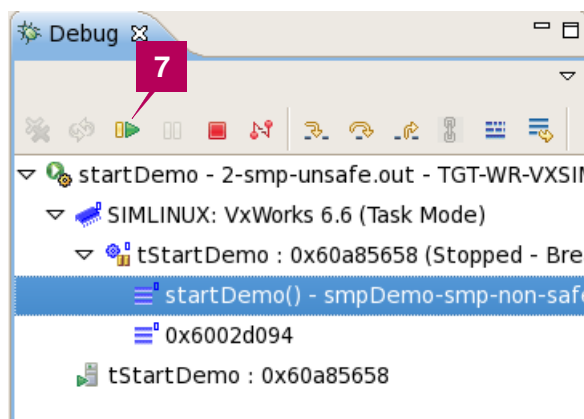 Debug
7
startDemo - 2-smp-unsafe.out - TGT-WR-VXSIM
SIMLINUX: VxWorks 6.6 (Task Mode)
tStartDemo : 0x60a85658 (Stopped - Bre
startDemo() - smpDemo-smp-non-safe
0x6002d094
tStartDemo : 0x60a85658